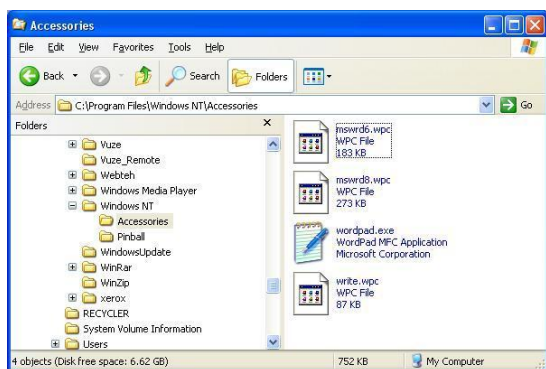 Accessories
File Edit View Favorites Tools Help
Back Search Folders
Address C:\Program Files\Windows NT\Accessories Go
Folders
Vuze
Vuze_Remote
Webteh
Windows Media Player
Windows NT
Accessories
Pinball
WindowsUpdate
WinRar
WinZip
xerox
RECYCLER
System Volume Information
Users
mswrd6.wpc
WPC File
183 KB
mswrd8.wpc
WPC File
273 KB
wordpad.exe
WordPad MFC Application
Microsoft Corporation
write.wpc
WPC File
87 KB
4 objects (Disk free space: 6.62 GB) 752 KB My Computer